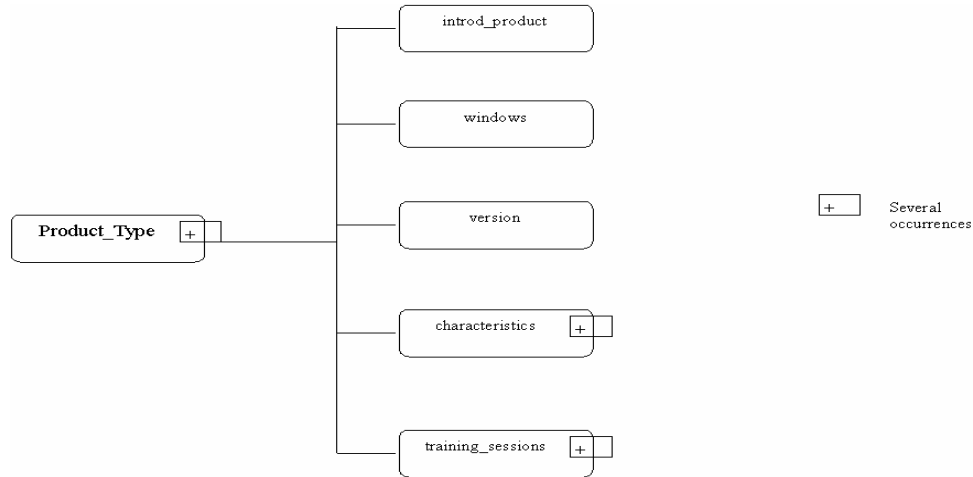 introd_product
windows
version
+
Several
occurrences
Product_Type
+
characteristics
+
training_sessions
+